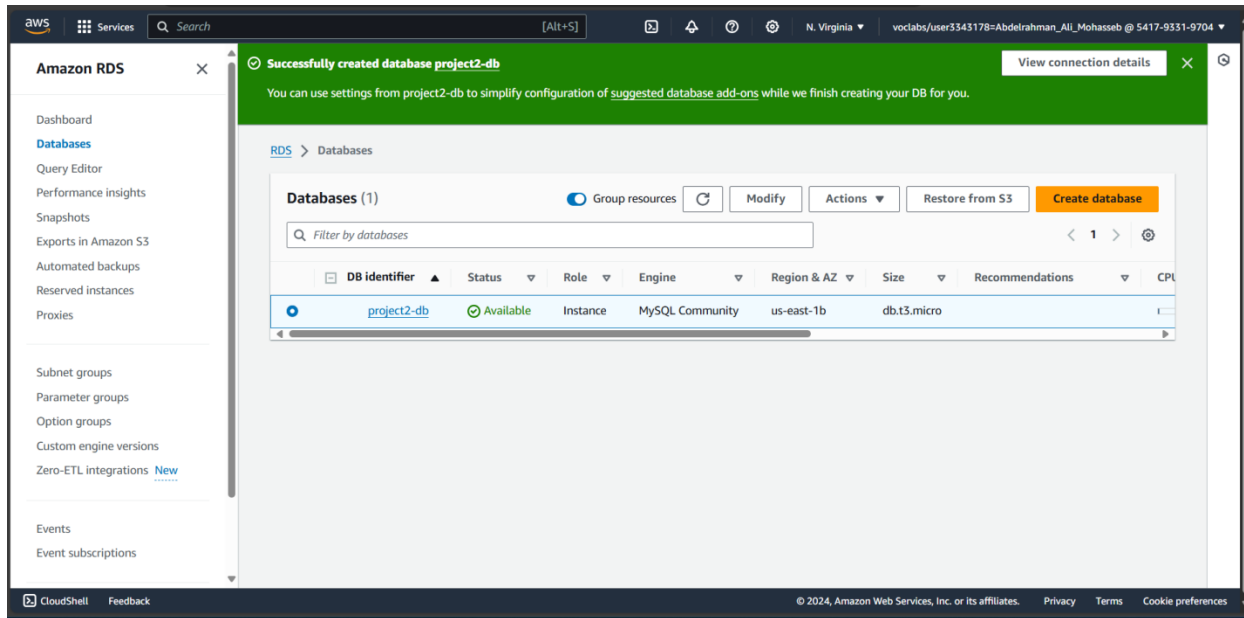 aws Services Search [Alt+S] N. Virginia ▼ voclabs/user3343178=Abdelrahman_Ali_Mohasseb @ 5417-9331-9704 ▼
Amazon RDS
Dashboard
Databases
Query Editor
Performance insights
Snapshots
Exports in Amazon S3
Automated backups
Reserved instances
Proxies
Subnet groups
Parameter groups
Option groups
Custom engine versions
Zero-ETL integrations New
Events
Event subscriptions
Successfully created database project2-db View connection details
You can use settings from project2-db to simplify configuration of suggested database add-ons while we finish creating your DB for you.
RDS > Databases
Databases (1) Group resources Modify Actions ▼ Restore from S3 Create database
Filter by databases < 1 >
DB identifier ▲ Status Role Engine Region & AZ Size Recommendations CPU
project2-db Available Instance MySQL Community us-east-1b db.t3.micro
CloudShell Feedback © 2024, Amazon Web Services, Inc. or its affiliates. Privacy Terms Cookie preferences